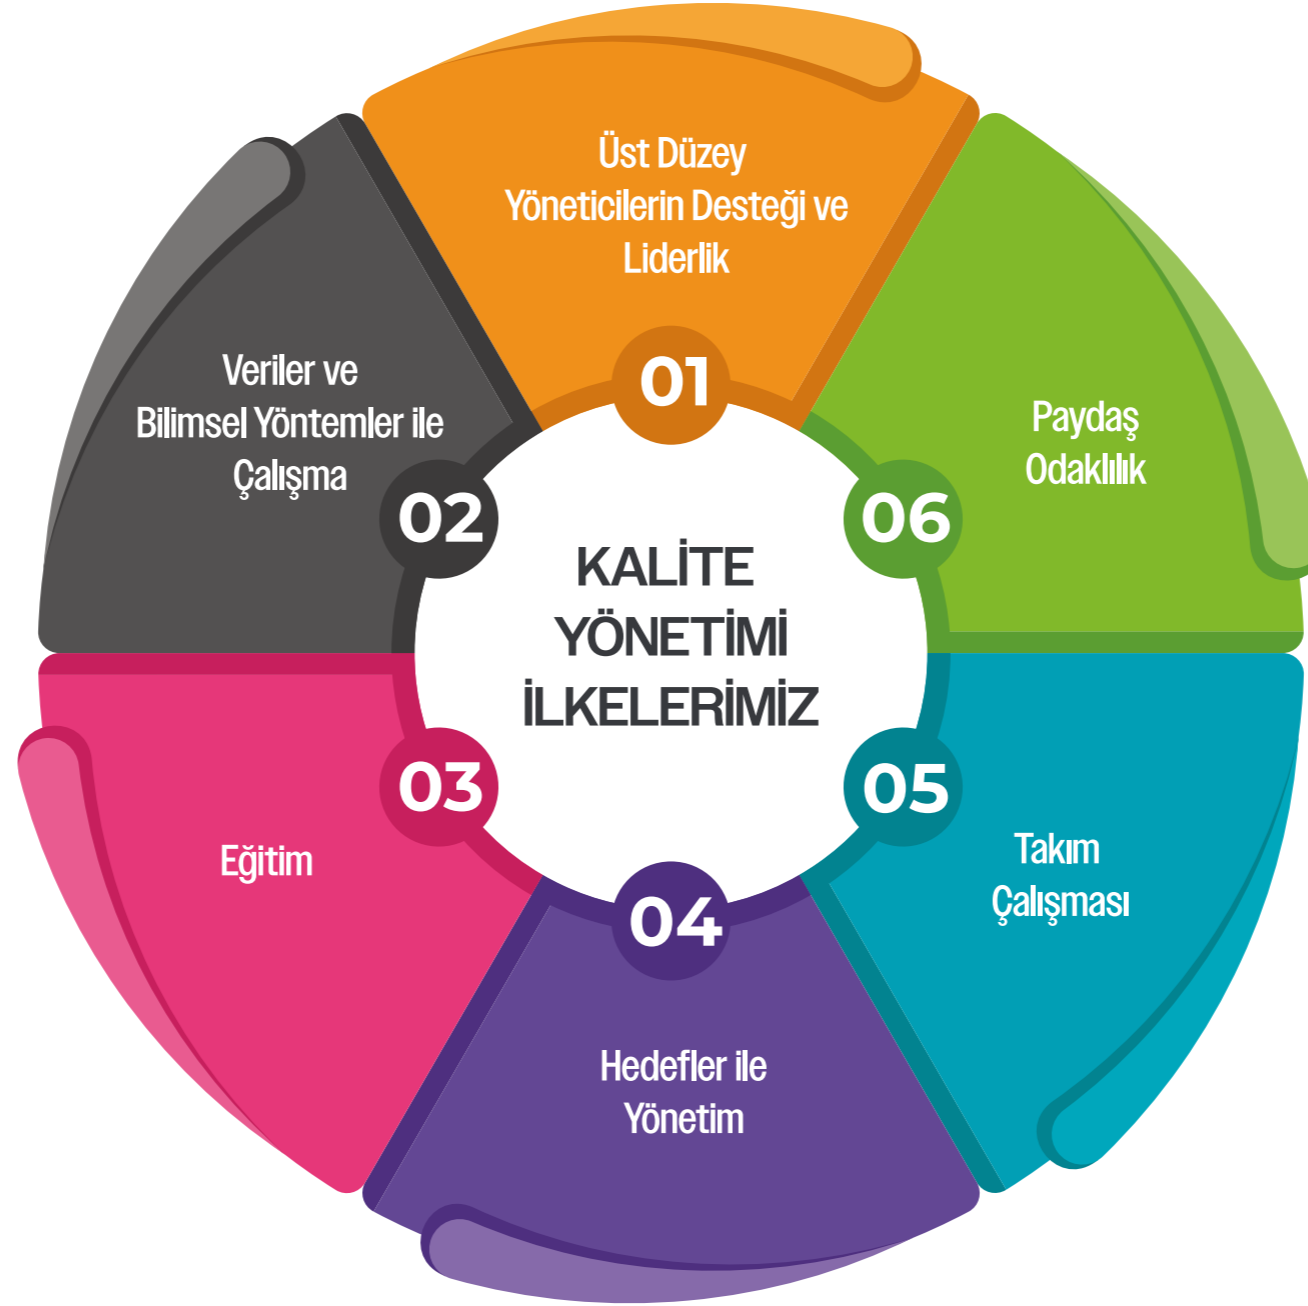 KALİTE
YÖNETİMİ
İLKELERİMİZ
01
Üst Düzey
Yöneticilerin Desteği ve
Liderlik
02
Veriler ve
Bilimsel Yöntemler ile
Çalışma
03
Eğitim
04
Hedefler ile
Yönetim
05
Takım
Çalışması
06
Paydaş
Odaklılık